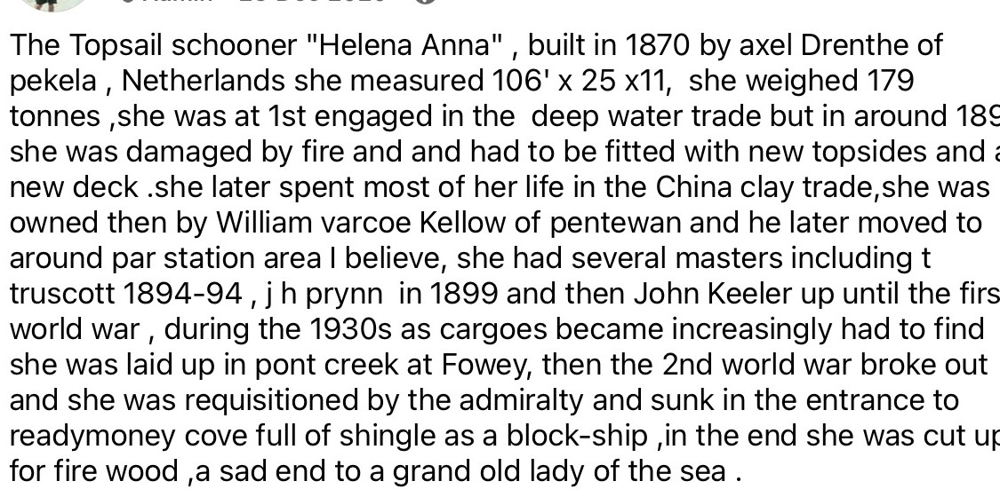 The Topsail schooner "Helena Anna" , built in 1870 by axel Drenthe of
pekela , Netherlands she measured 106' x 25 x11,  she weighed 179
tonnes ,she was at 1st engaged in the  deep water trade but in around
she was damaged by fire and and had to be fitted with new topsides and
new deck .she later spent most of her life in the China clay trade,she was
owned then by William varcoe Kellow of pentewan and he later moved to
around par station area I believe, she had several masters including t
truscott 1894-94 , j h prynn  in 1899 and then John Keeler up until the firs
world war , during the 1930s as cargoes became increasingly had to find
she was laid up in pont creek at Fowey, then the 2nd world war broke out
and she was requisitioned by the admiralty and sunk in the entrance to
readymoney cove full of shingle as a block-ship ,in the end she was cut up
for fire wood ,a sad end to a grand old lady of the sea .